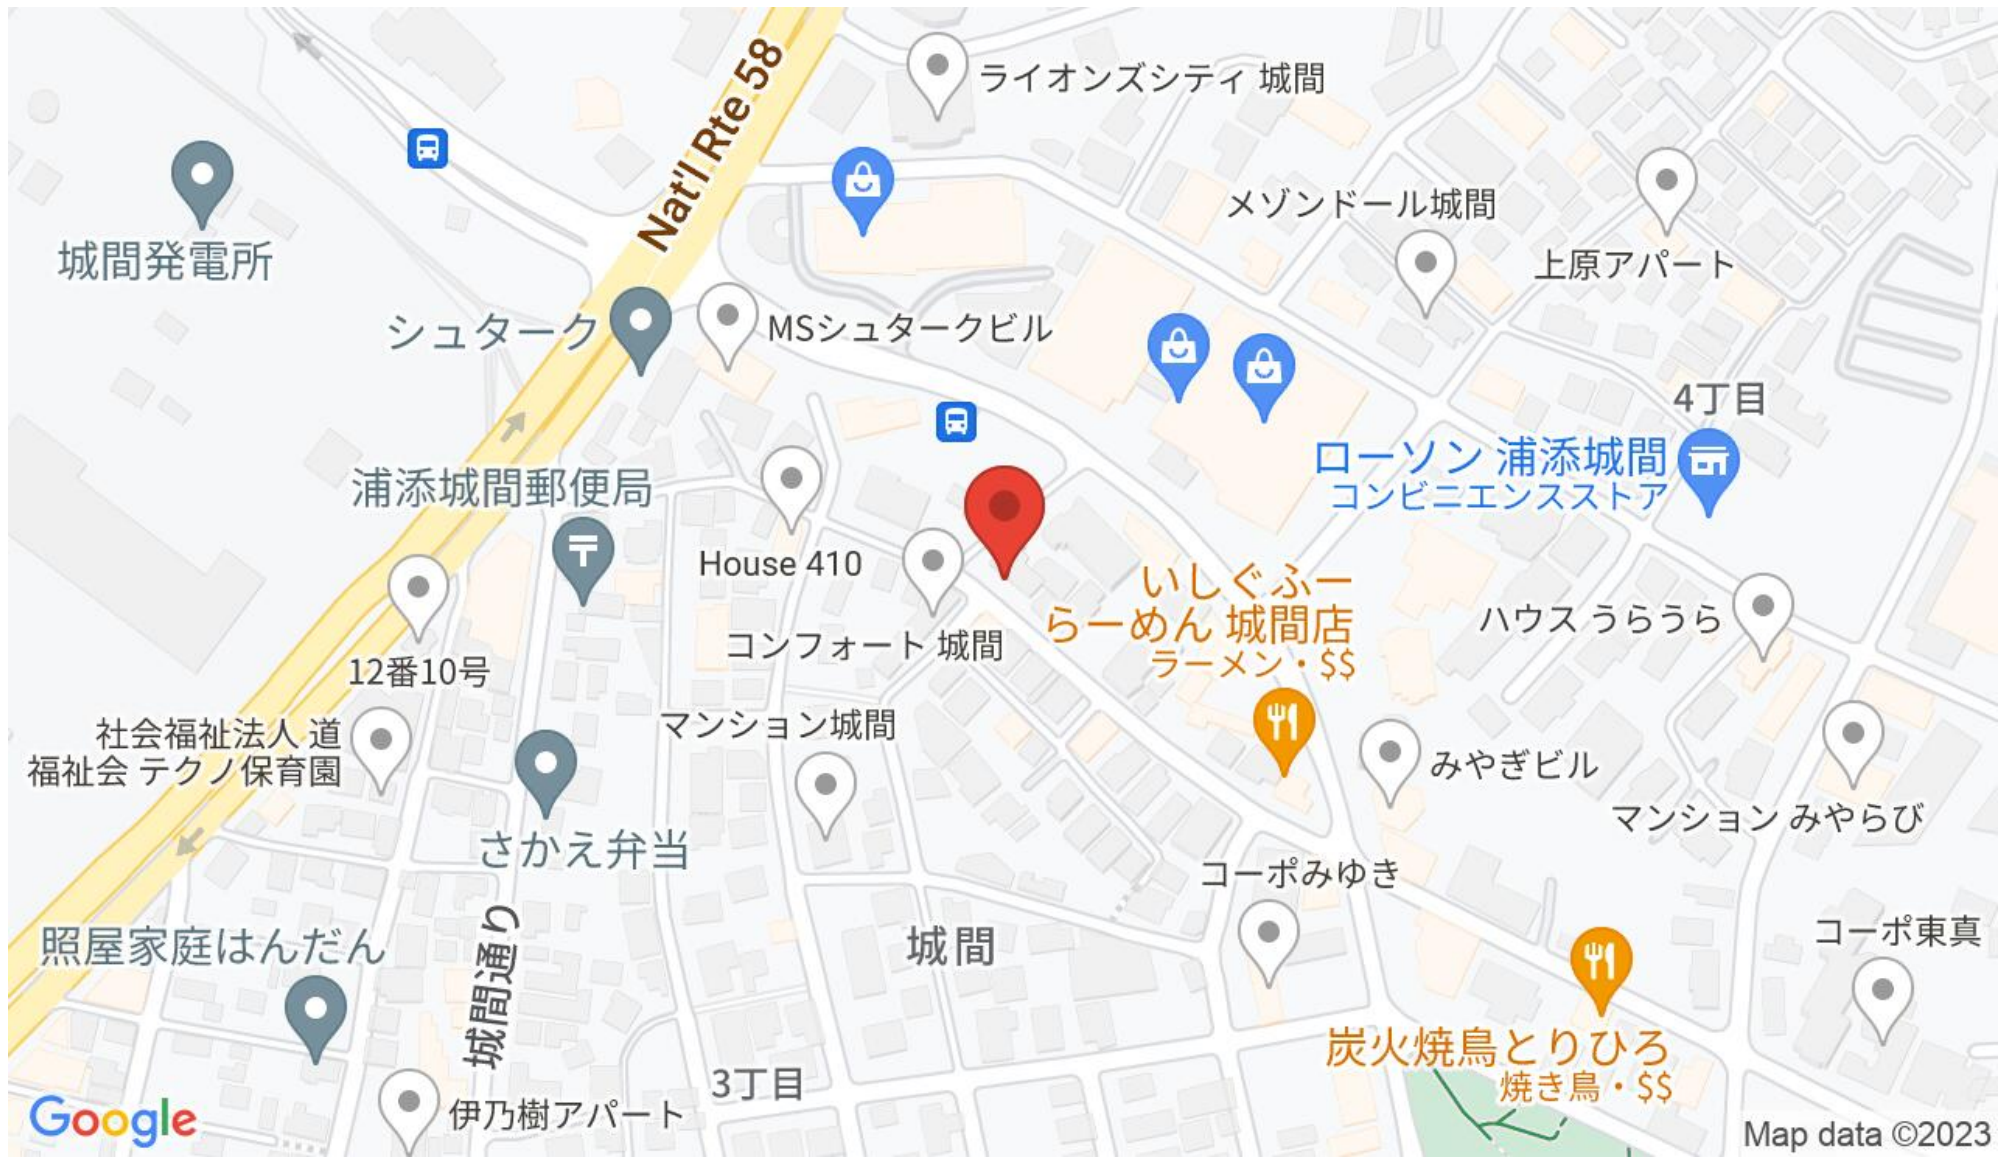 Nat'l Rte 58
ライオンズシティ 城間
メゾンドール城間
上原アパート
城間発電所
シュターク
MSシュタークビル
4丁目
ローソン 浦添城間
コンビニエンスストア
浦添城間郵便局
House 410
いしぐふー
らーめん 城間店
ラーメン・$$
ハウス うらうら
コンフォート 城間
12番10号
社会福祉法人 道
福祉会 テクノ保育園
マンション城間
みやぎビル
マンション みやらび
さかえ弁当
コーポみゆき
照屋家庭はんだん
城間通り
城間
コーポ東真
炭火焼鳥とりひろ
焼き鳥・$$
3丁目
伊乃樹アパート
Google
Map data ©2023